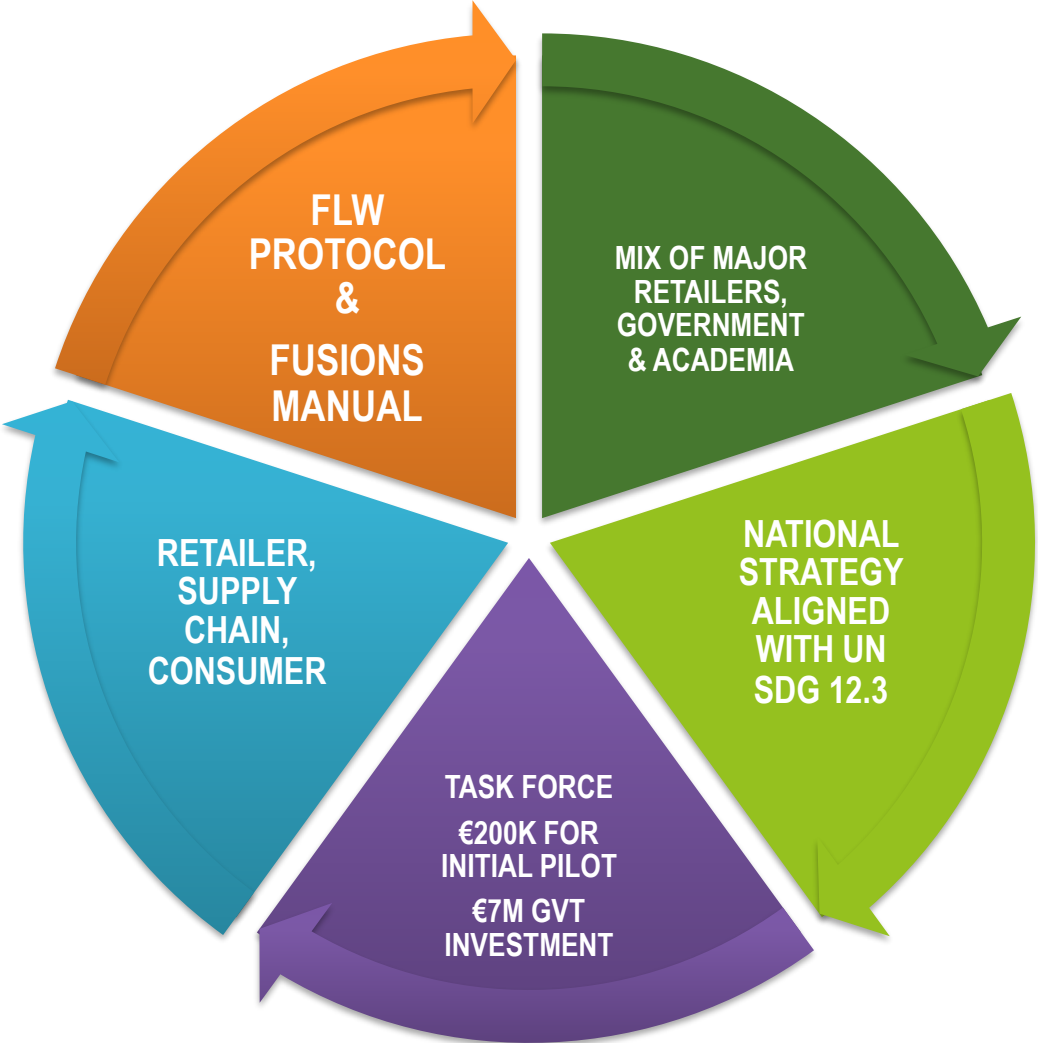 FLW
PROTOCOL
&
FUSIONS
MANUAL
MIX OF MAJOR
RETAILERS,
GOVERNMENT
& ACADEMIA
NATIONAL
STRATEGY
ALIGNED
WITH UN
SDG 12.3
TASK FORCE
€200K FOR
INITIAL PILOT
€7M GVT
INVESTMENT
RETAILER,
SUPPLY
CHAIN,
CONSUMER